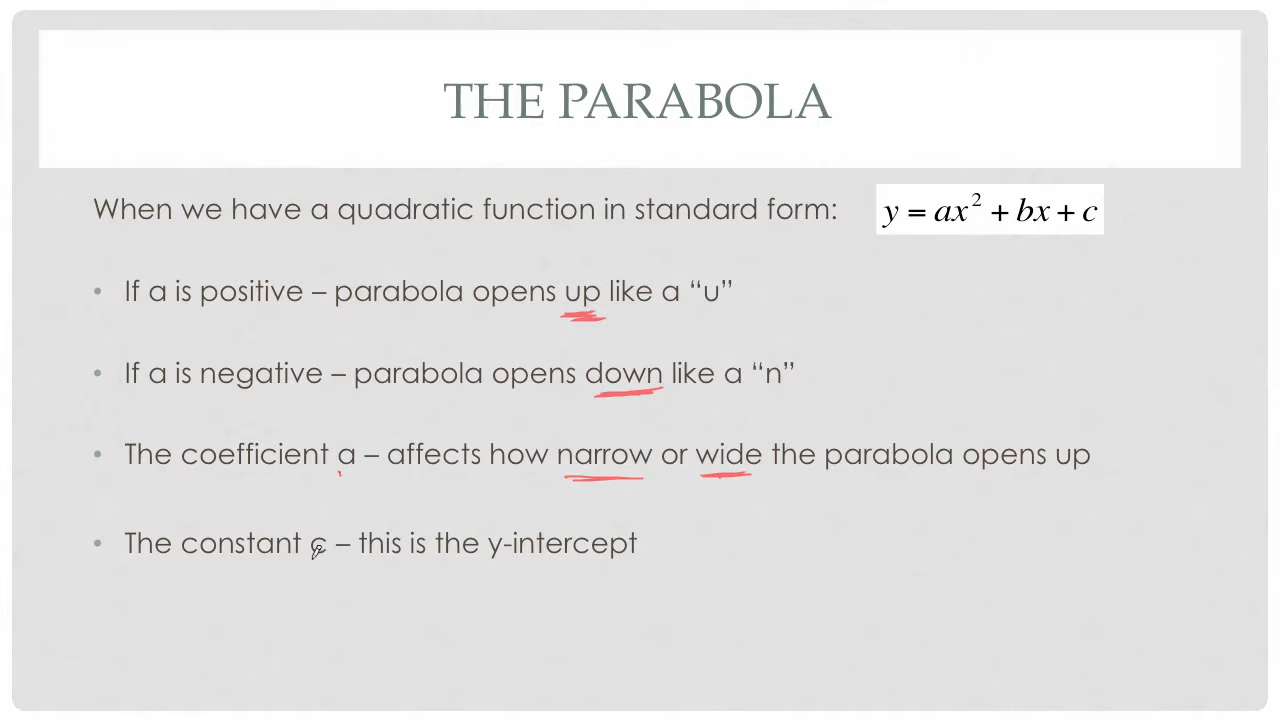 THE PARABOLA
When we have a quadratic function in standard form: y = ax² + bx + c
• If a is positive – parabola opens up like a “u”
• If a is negative – parabola opens down like a “n”
• The coefficient a – affects how narrow or wide the parabola opens up
• The constant c – this is the y-intercept